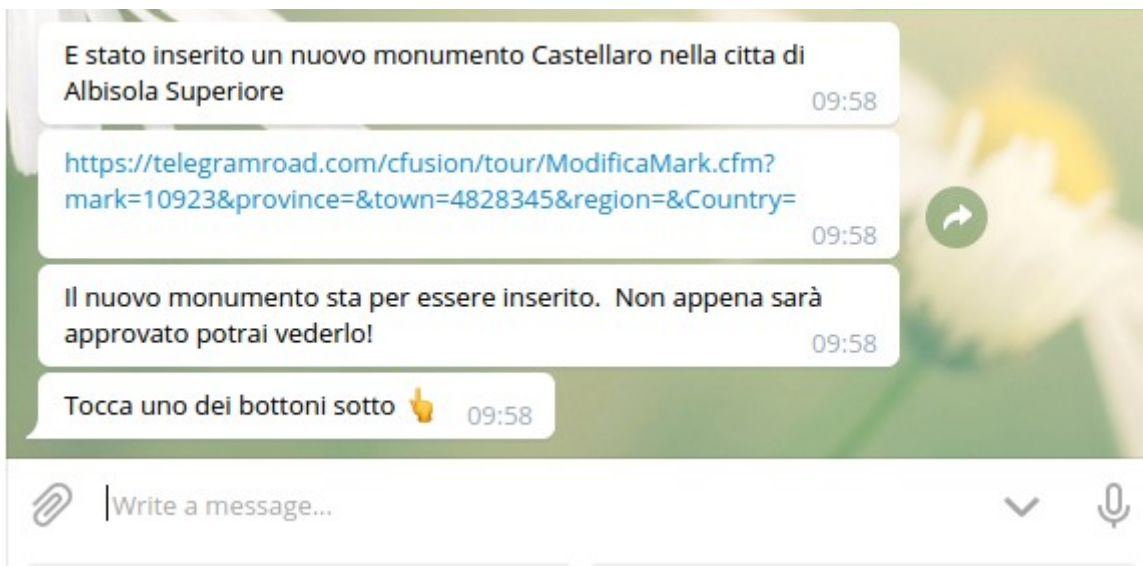 E stato inserito un nuovo monumento Castellaro nella citta di
Albisola Superiore
09:58
https://telegramroad.com/cfusion/tour/ModificaMark.cfm?
mark=10923&province=&town=4828345&region=&Country=
09:58
Il nuovo monumento sta per essere inserito.  Non appena sarà
approvato potrai vederlo!
09:58
Tocca uno dei bottoni sotto 👆 09:58
Write a message...